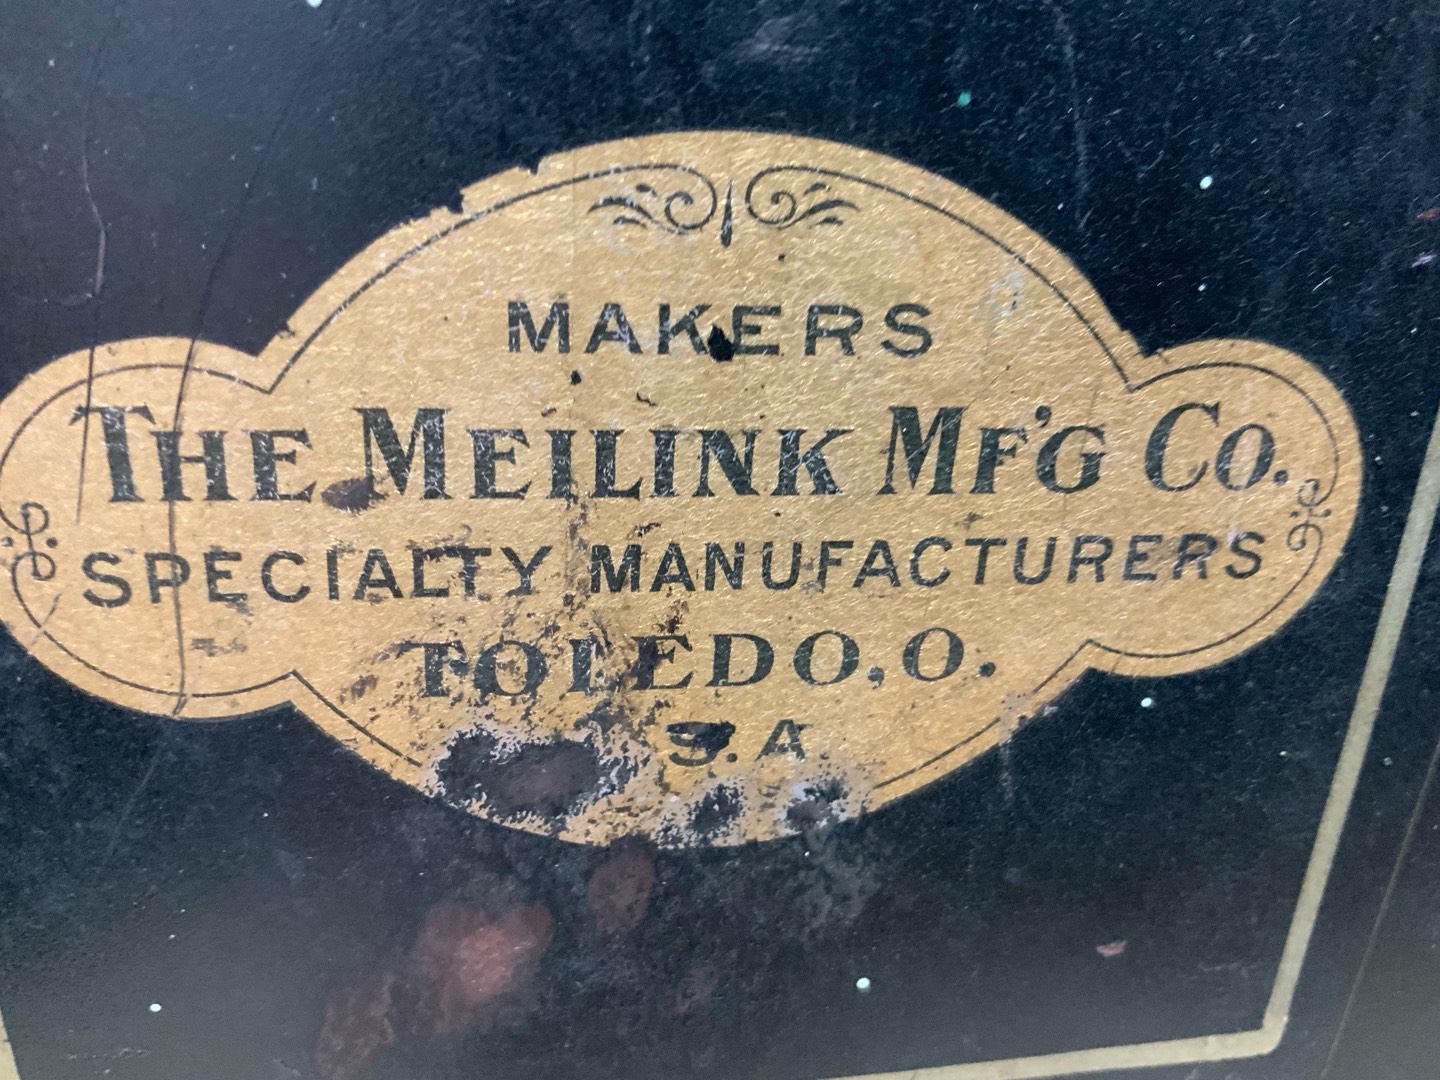 MAKERS
THE MEILINK MF'G CO.
SPECIALTY MANUFACTURERS
TOLEDO, O.
S. A